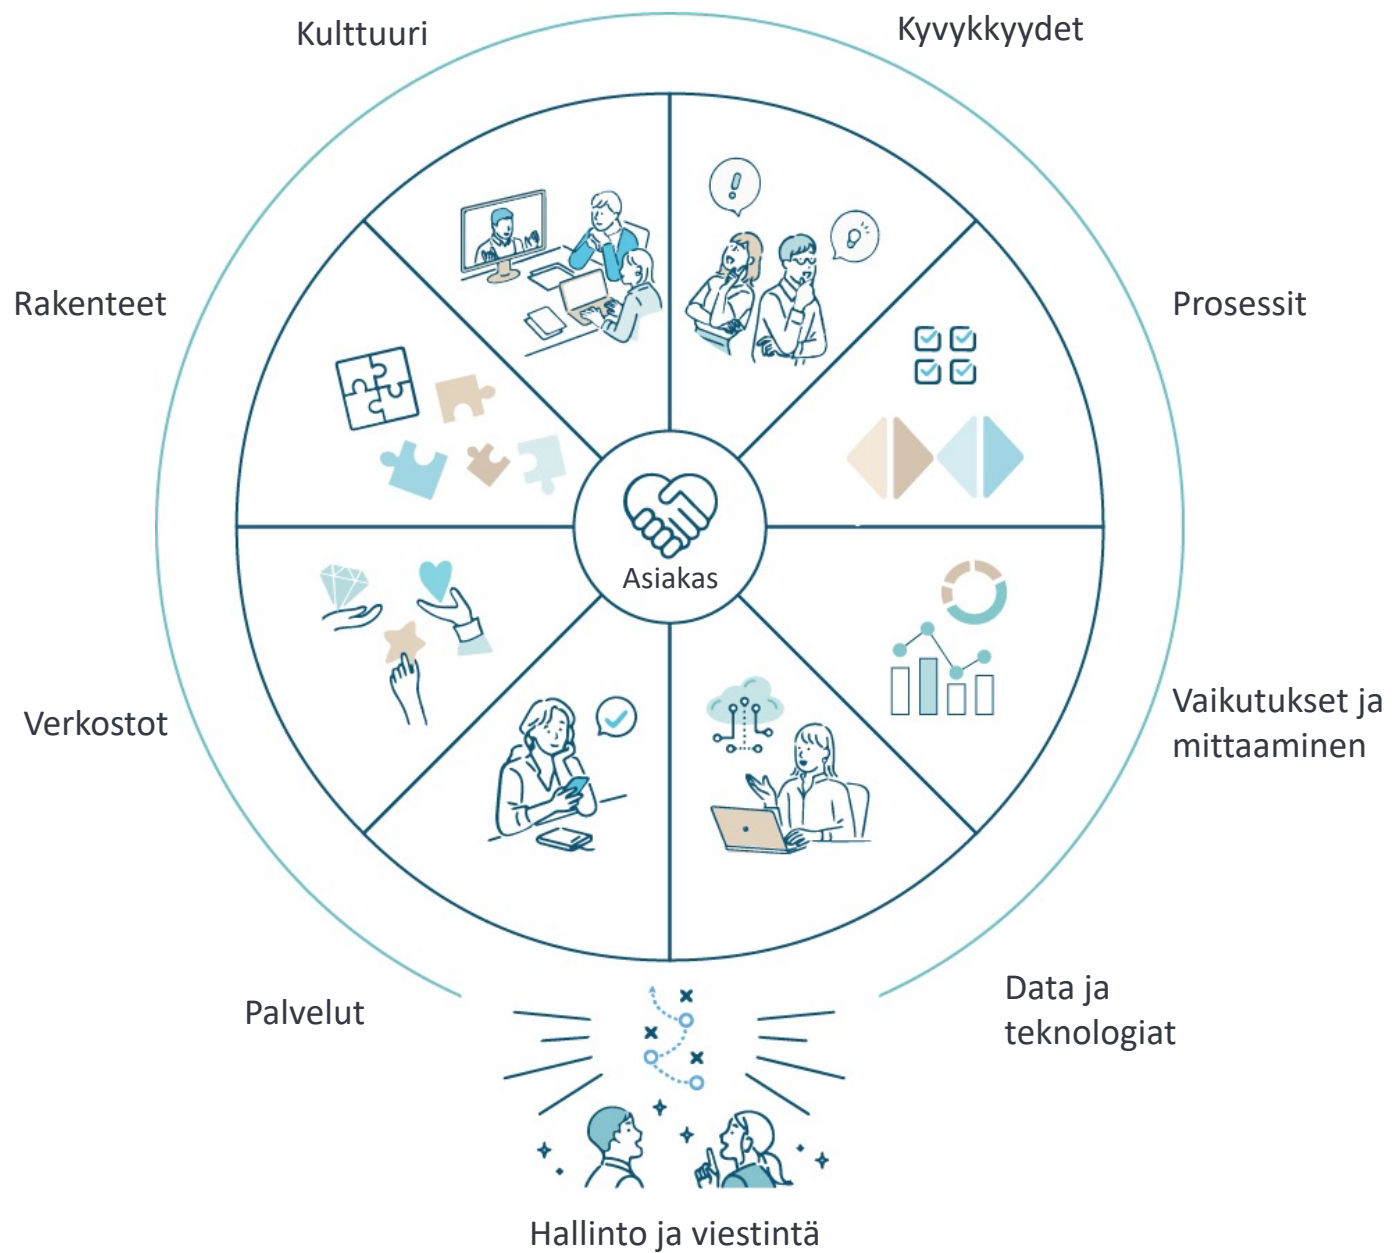 Kulttuuri
Kyvykkyydet
Rakenteet
Prosessit
Asiakas
Verkostot
Vaikutukset ja
mittaaminen
Palvelut
Data ja
teknologiat
Hallinto ja viestintä